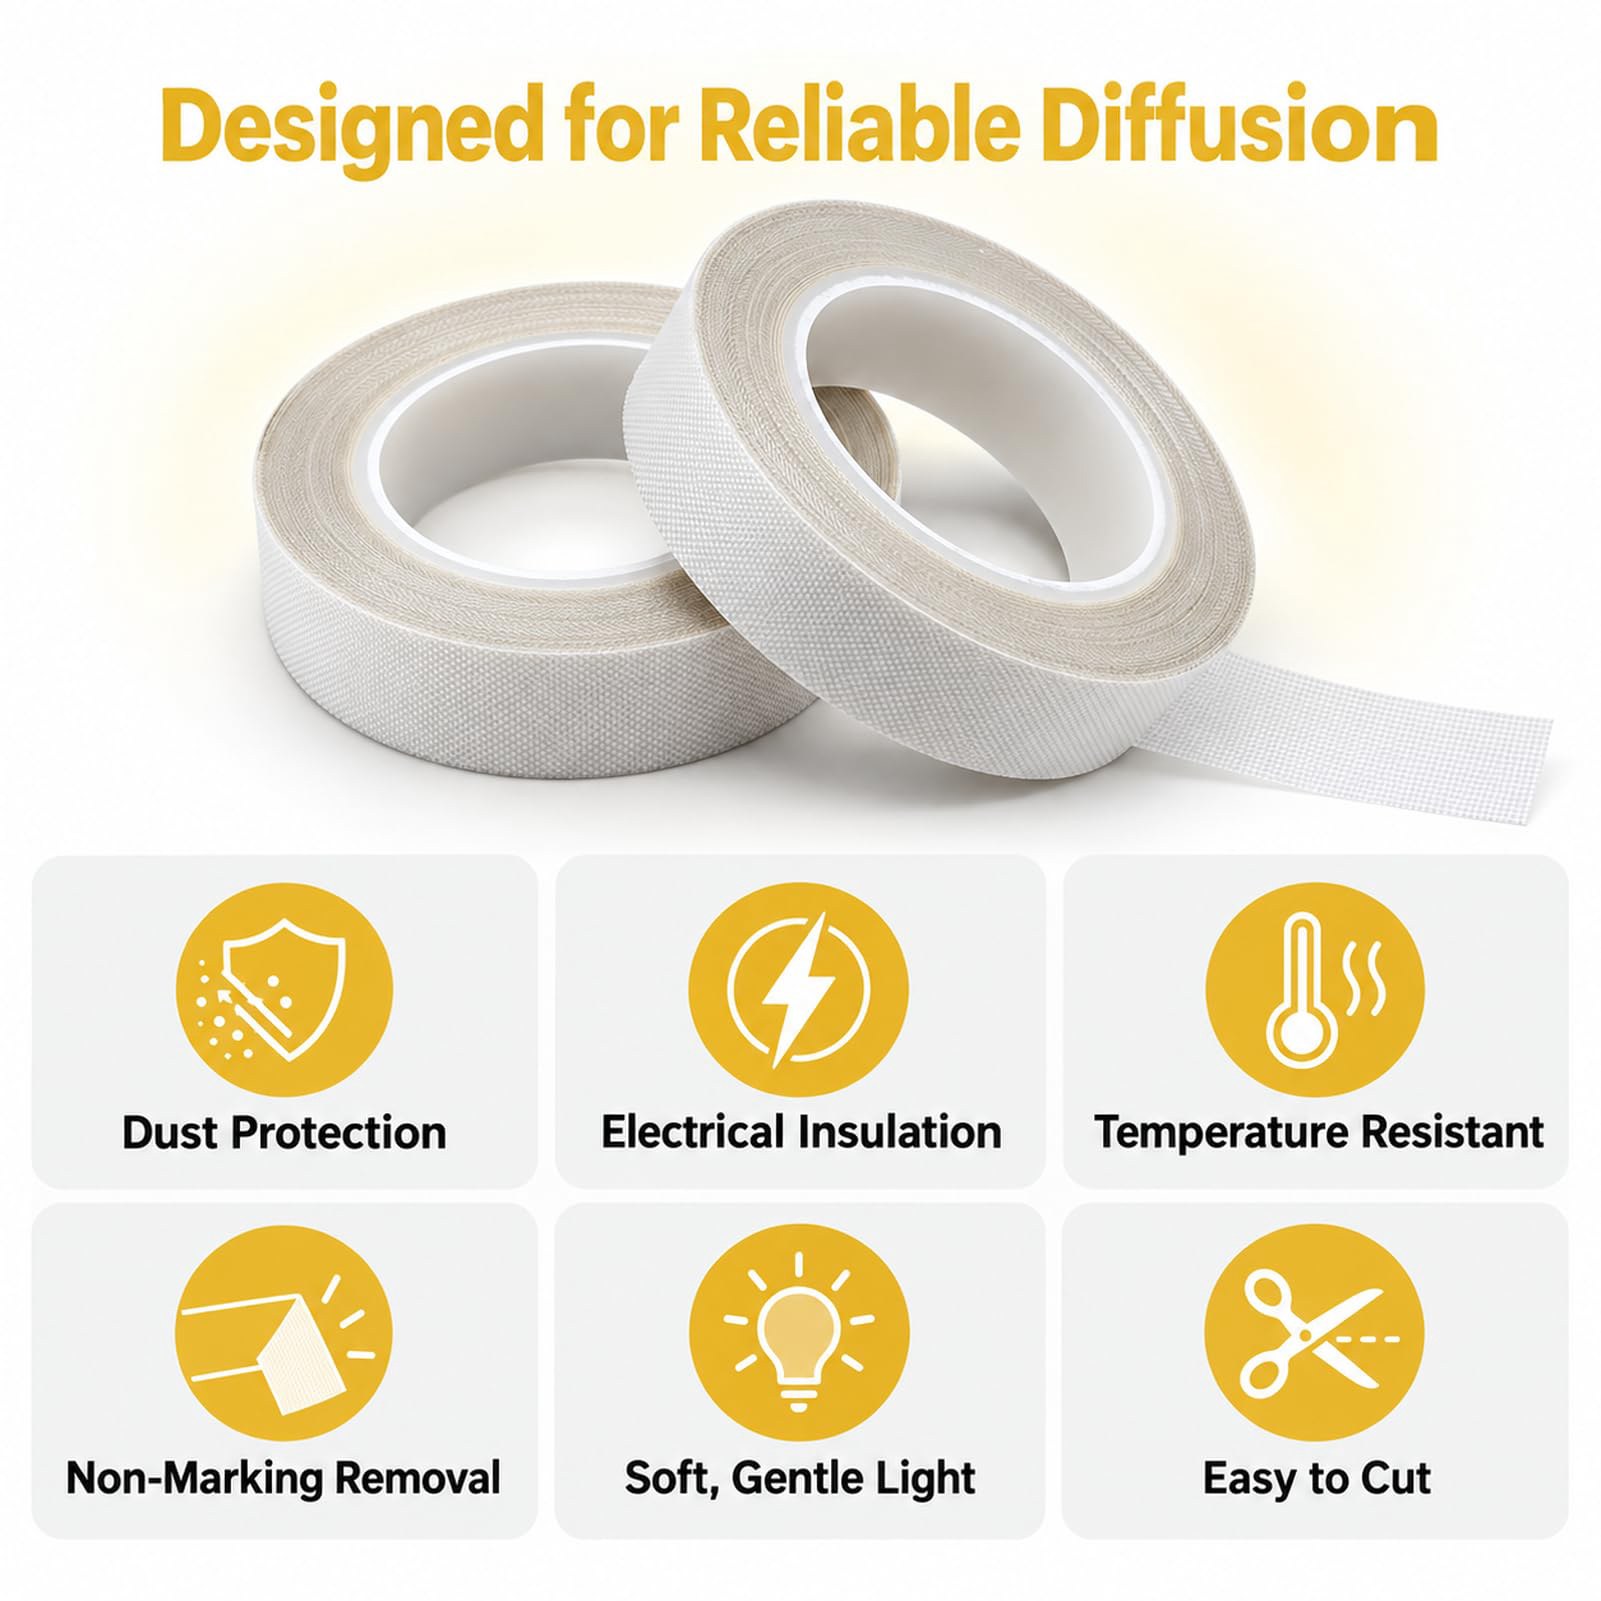 Designed for Reliable Diffusion
Dust Protection
Electrical Insulation
Temperature Resistant
Non-Marking Removal
Soft, Gentle Light
Easy to Cut